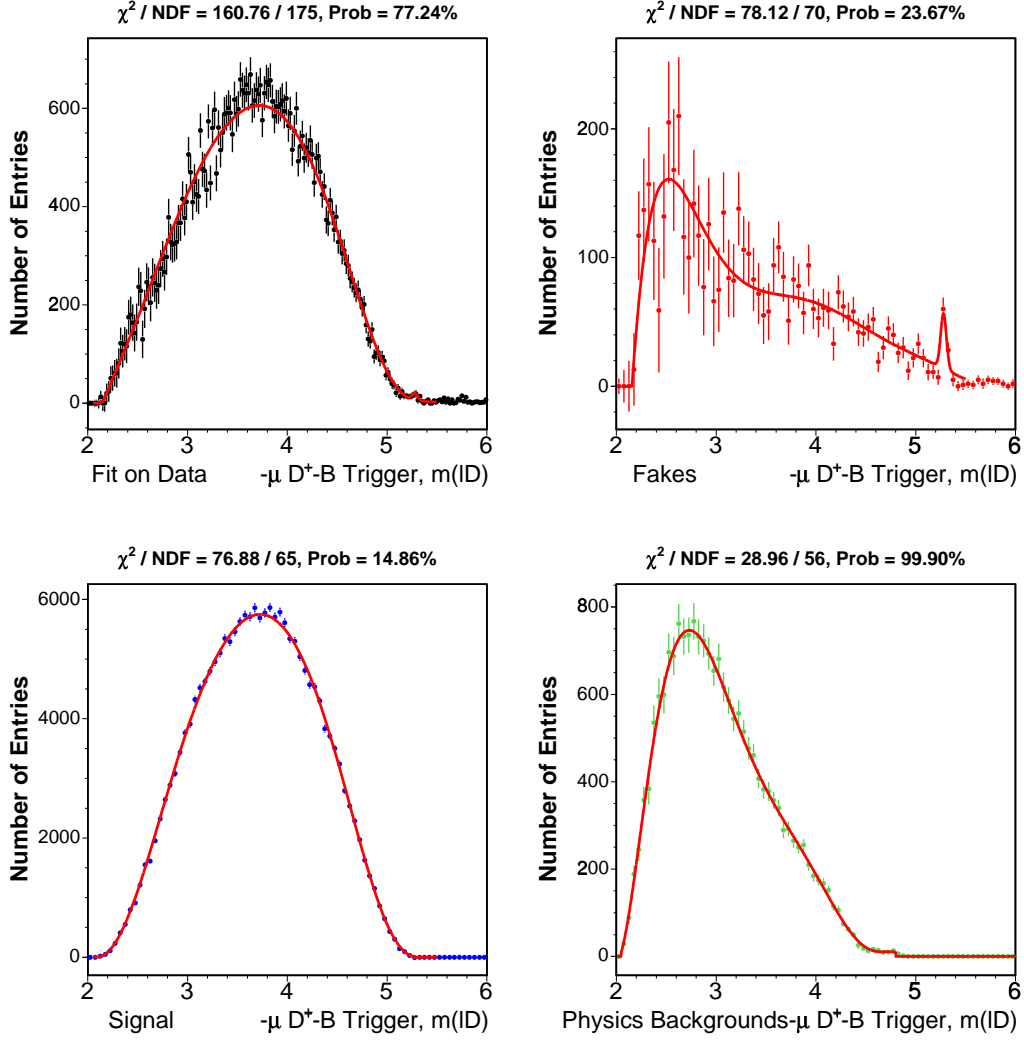 χ² / NDF = 160.76 / 175, Prob = 77.24%
Number of Entries
600
400
200
0
2 3 4 5 6
Fit on Data -μ D⁺-B Trigger, m(lD)
χ² / NDF = 78.12 / 70, Prob = 23.67%
Number of Entries
200
100
0
2 3 4 5 6
Fakes -μ D⁺-B Trigger, m(lD)
χ² / NDF = 76.88 / 65, Prob = 14.86%
Number of Entries
6000
4000
2000
0
2 3 4 5 6
Signal -μ D⁺-B Trigger, m(lD)
χ² / NDF = 28.96 / 56, Prob = 99.90%
Number of Entries
800
600
400
200
0
2 3 4 5 6
Physics Backgrounds-μ D⁺-B Trigger, m(lD)